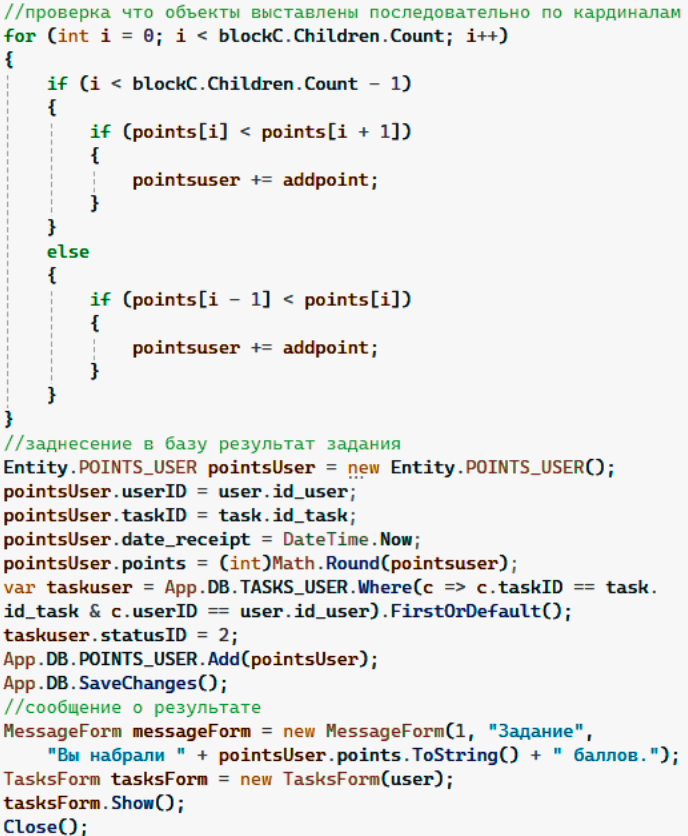 //проверка что объекты выставлены последовательно по кардиналам
for (int i = 0; i < blockC.Children.Count; i++)
{
if (i < blockC.Children.Count - 1)
{
if (points[i] < points[i + 1])
{
pointsuser += addpoint;
}
}
else
{
if (points[i - 1] < points[i])
{
pointsuser += addpoint;
}
}
}
//заднесение в базу результат задания
Entity.POINTS_USER pointsUser = new Entity.POINTS_USER();
pointsUser.userID = user.id_user;
pointsUser.taskID = task.id_task;
pointsUser.date_receipt = DateTime.Now;
pointsUser.points = (int)Math.Round(pointsuser);
var taskuser = App.DB.TASKS_USER.Where(c => c.taskID == task.
id_task & c.userID == user.id_user).FirstOrDefault();
taskuser.statusID = 2;
App.DB.POINTS_USER.Add(pointsUser);
App.DB.SaveChanges();
//сообщение о результате
MessageForm messageForm = new MessageForm(1, "Задание",
"Вы набрали " + pointsUser.points.ToString() + " баллов.");
TasksForm tasksForm = new TasksForm(user);
tasksForm.Show();
Close();